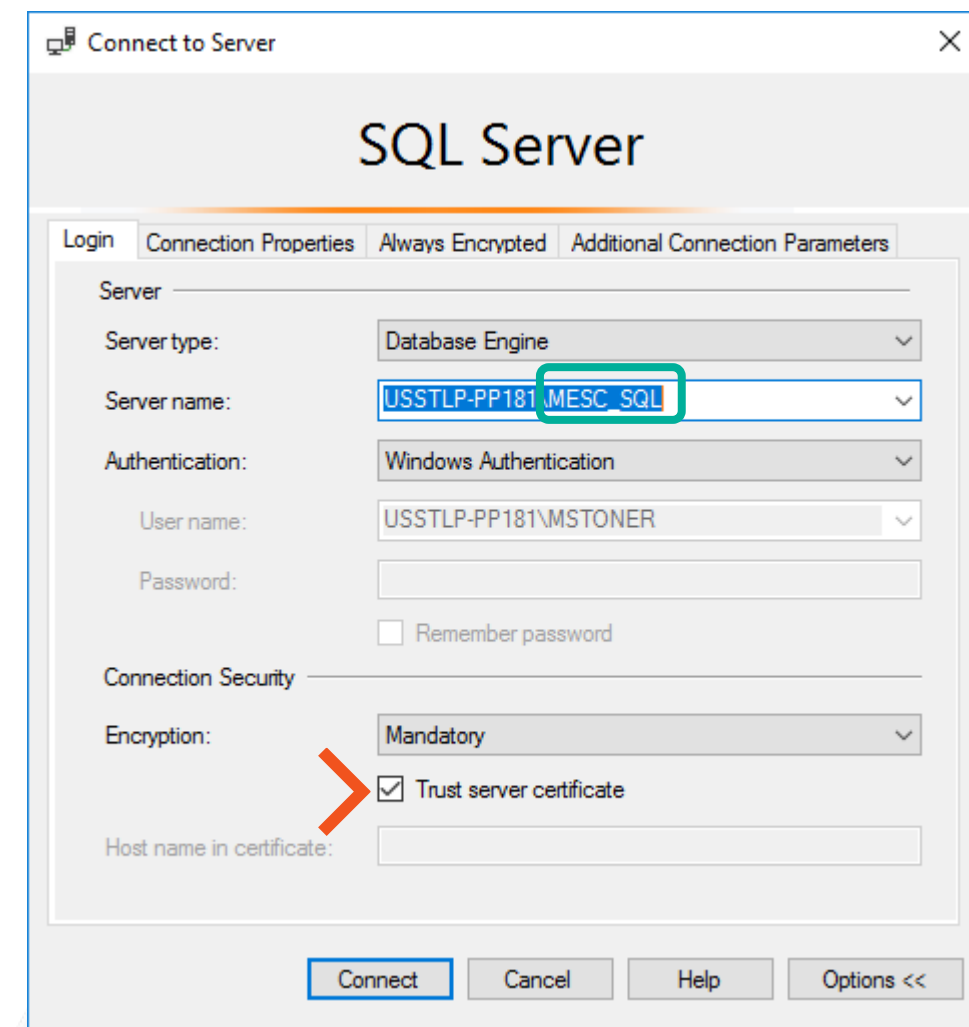 Connect to Server
SQL Server
Login Connection Properties Always Encrypted Additional Connection Parameters
Server
Server type: Database Engine
Server name: USSTLP-PP181\MESC_SQL
Authentication: Windows Authentication
User name: USSTLP-PP181\MSTONER
Password:
Remember password
Connection Security
Encryption: Mandatory
Trust server certificate
Host name in certificate:
Connect Cancel Help Options <<